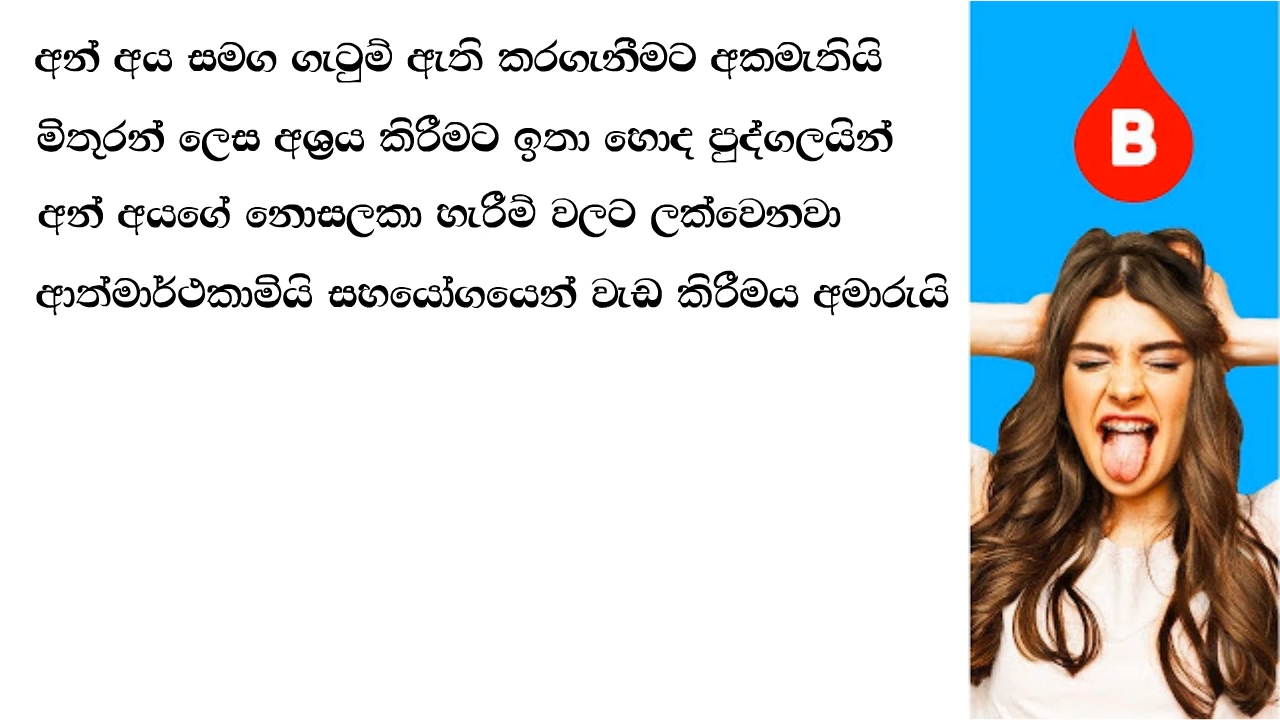 අන් අය සමග ගැටුම් ඇති කරගැනීමට අකමැතියි
මිතුරන් ලෙස අශ්‍රය කිරීමට ඉතා හොද පුද්ගලයින්
අන් අයගේ නොසලකා හැරීම් වලට ලක්වෙනවා
ආත්මාර්ථකාමියි සහයෝගයෙන් වැඩ කිරීමය අමාරුයි
B